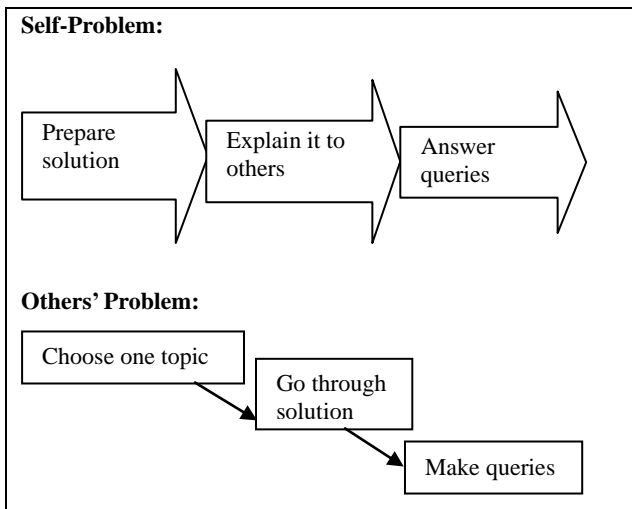 Self-Problem:
Prepare
solution
Explain it to
others
Answer
queries
Others' Problem:
Choose one topic
Go through
solution
Make queries